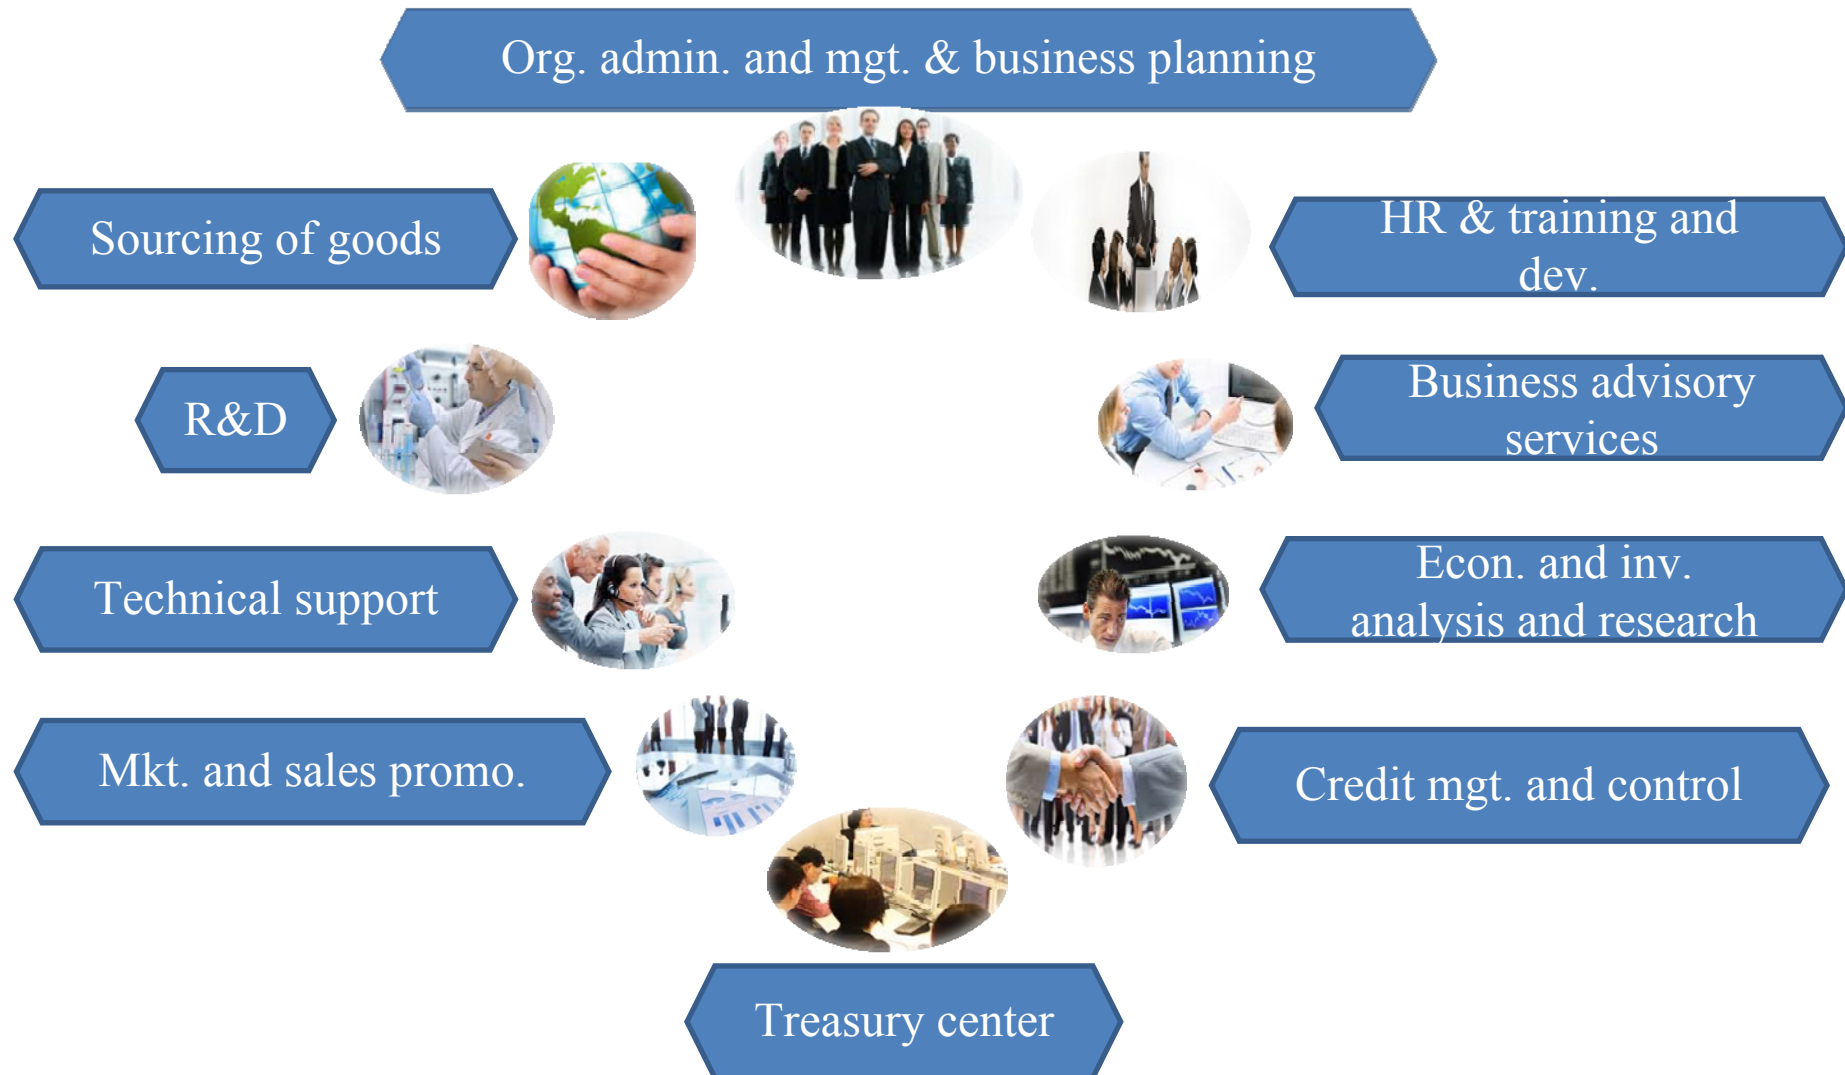 Org. admin. and mgt. & business planning
Sourcing of goods
HR & training and
dev.
R&D
Business advisory
services
Technical support
Econ. and inv.
analysis and research
Mkt. and sales promo.
Credit mgt. and control
Treasury center